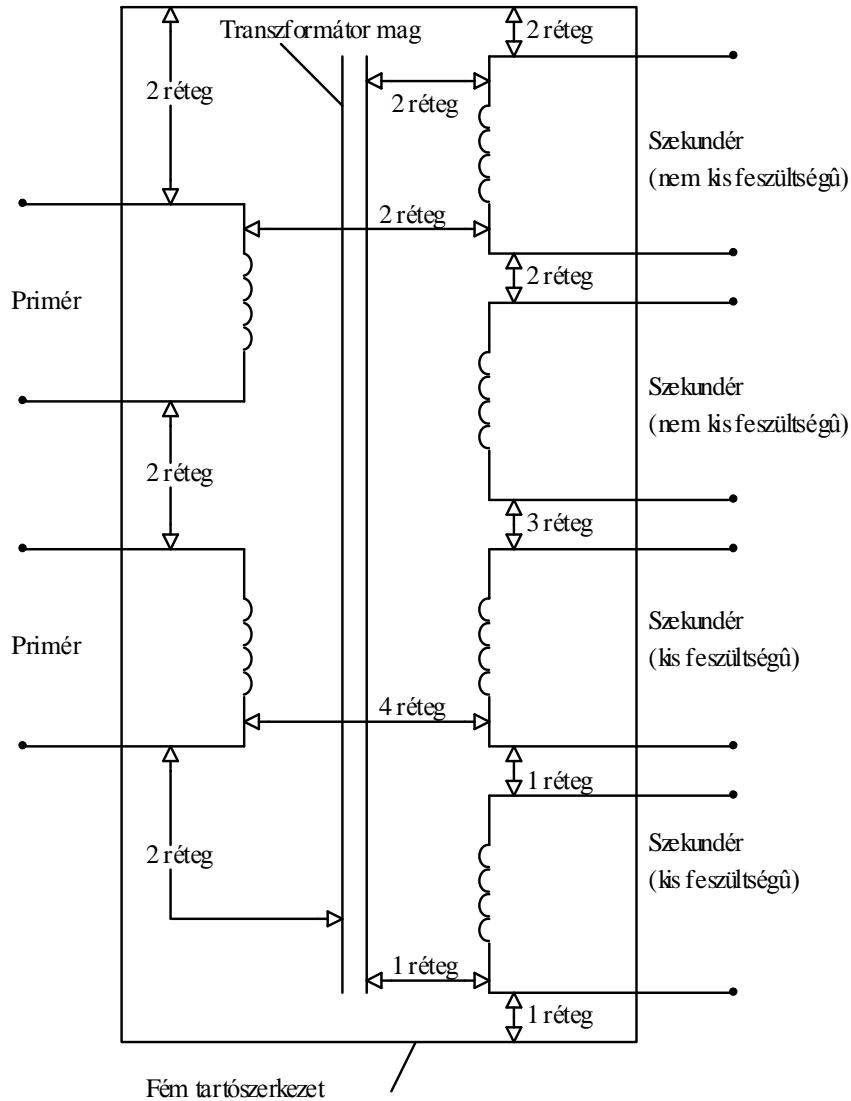 Transzformátor mag
2 réteg
2 réteg
2 réteg
Szekundér
(nem kis feszültségû)
2 réteg
2 réteg
Primér
Szekundér
(nem kis feszültségû)
2 réteg
3 réteg
Primér
Szekundér
(kis feszültségû)
4 réteg
1 réteg
2 réteg
Szekundér
(kis feszültségû)
1 réteg
1 réteg
Fém tartószerkezet